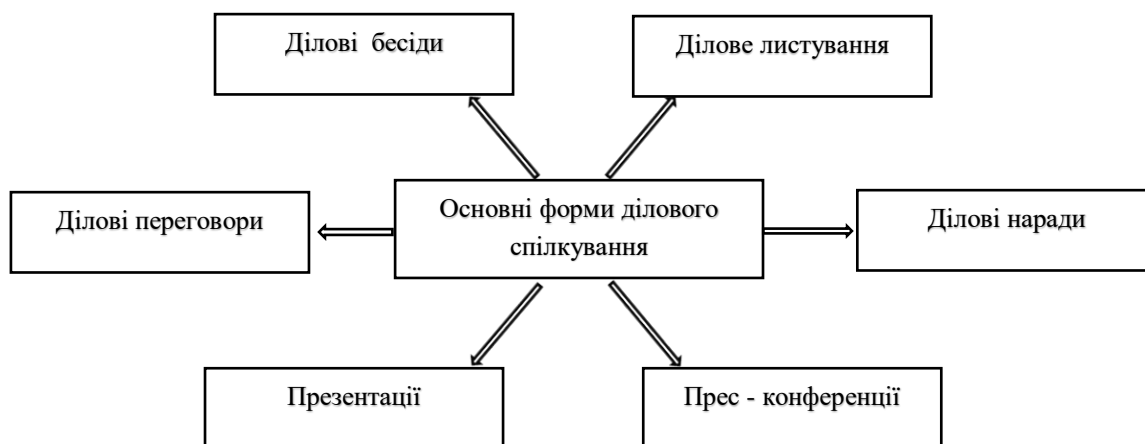 Ділові бесіди
Ділове листування
Ділові переговори
Основні форми ділового
спілкування
Ділові наради
Презентації
Прес - конференції